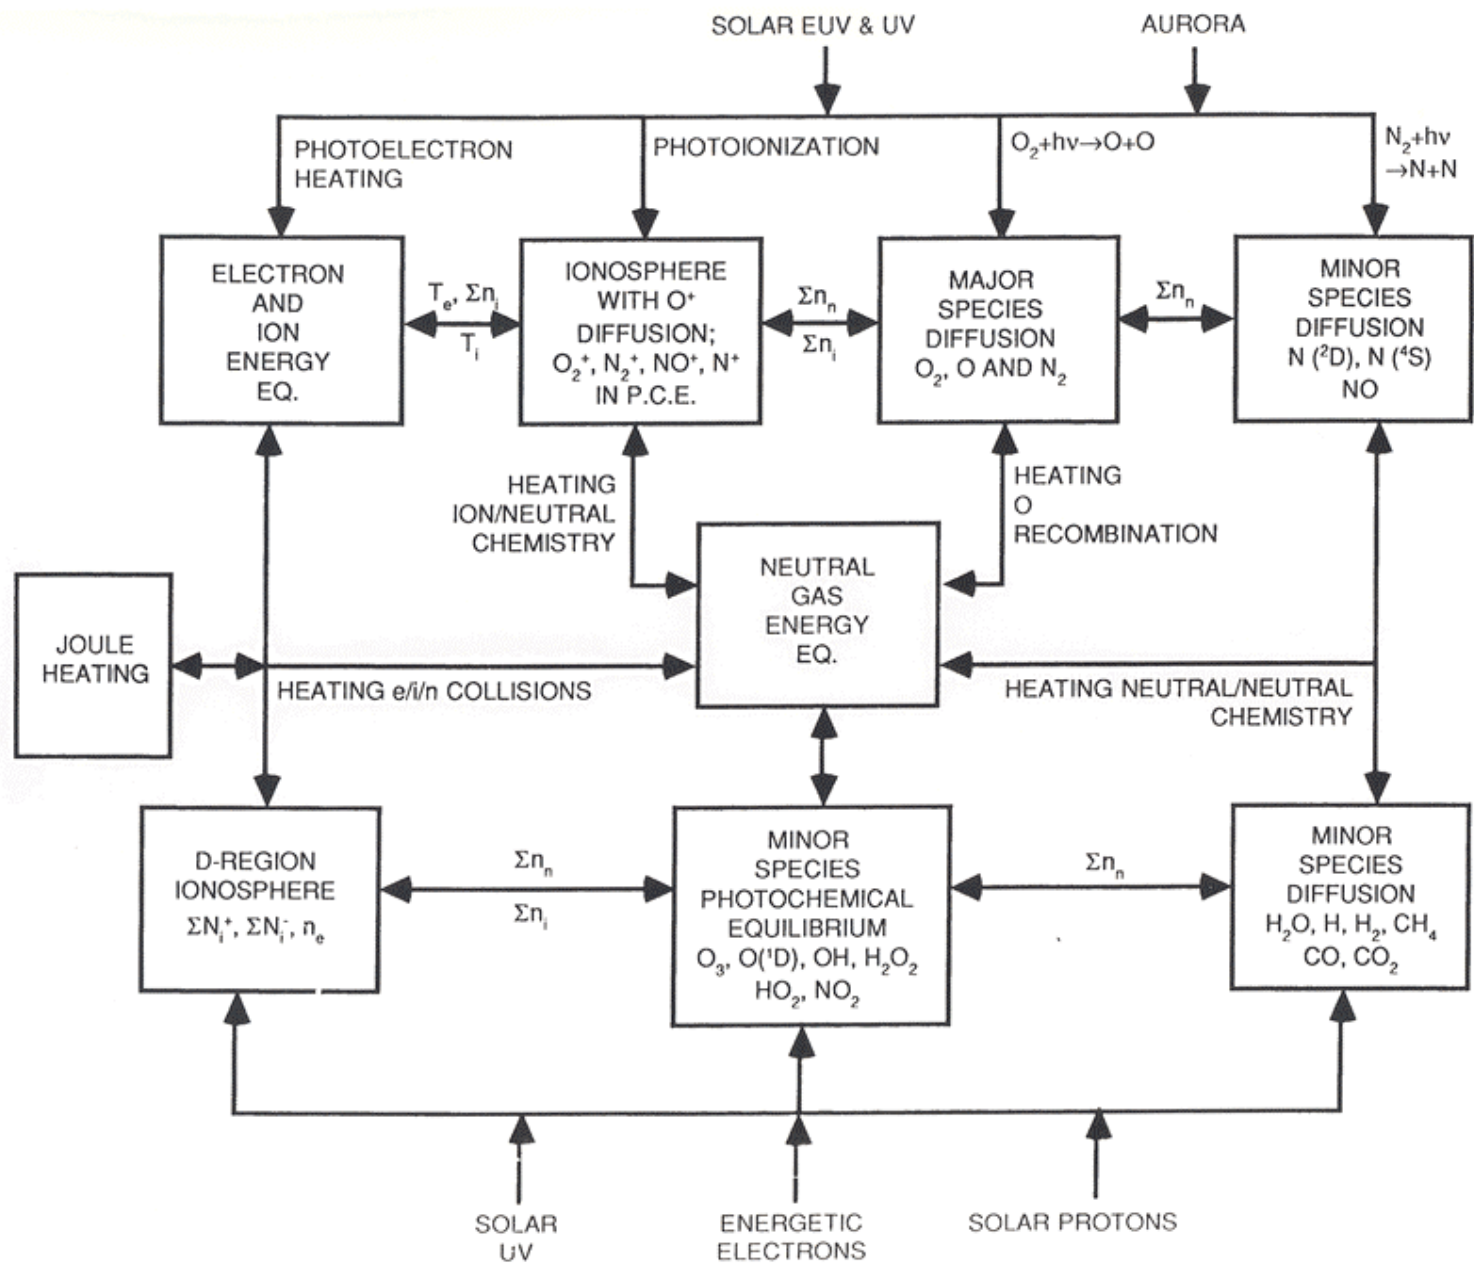 SOLAR EUV & UV
AURORA
PHOTOELECTRON
HEATING
PHOTOIONIZATION
O₂+hν→O+O
N₂+hν
→N+N
ELECTRON
AND
ION
ENERGY
EQ.
Tₑ, Σnᵢ
Tᵢ
IONOSPHERE
WITH O⁺
DIFFUSION;
O₂⁺, N₂⁺, NO⁺, N⁺
IN P.C.E.
Σnₙ
Σnᵢ
MAJOR
SPECIES
DIFFUSION
O₂, O AND N₂
Σnₙ
MINOR
SPECIES
DIFFUSION
N (²D), N (⁴S)
NO
HEATING
ION/NEUTRAL
CHEMISTRY
HEATING
O
RECOMBINATION
JOULE
HEATING
NEUTRAL
GAS
ENERGY
EQ.
HEATING e/i/n COLLISIONS
HEATING NEUTRAL/NEUTRAL
CHEMISTRY
D-REGION
IONOSPHERE
ΣNᵢ⁺, ΣNᵢ⁻, nₑ
Σnₙ
Σnᵢ
MINOR
SPECIES
PHOTOCHEMICAL
EQUILIBRIUM
O₃, O(¹D), OH, H₂O₂
HO₂, NO₂
Σnₙ
MINOR
SPECIES
DIFFUSION
H₂O, H, H₂, CH₄
CO, CO₂
SOLAR
UV
ENERGETIC
ELECTRONS
SOLAR PROTONS